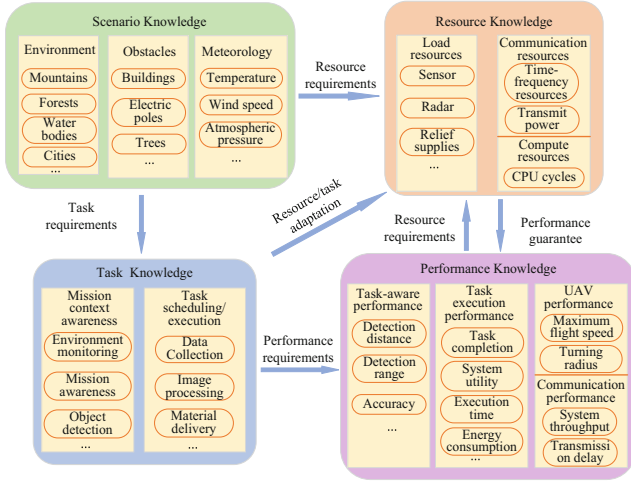 Scenario Knowledge
Environment
Mountains
Forests
Water
bodies
Cities
...
Obstacles
Buildings
Electric
poles
Trees
...
Meteorology
Temperature
Wind speed
Atmospheric
pressure
...
Resource
requirements
Resource Knowledge
Load
resources
Sensor
Radar
Relief
supplies
...
Communication
resources
Time-
frequency
resources
Transmit
power
Compute
resources
CPU cycles
Task
requirements
Resource/task
adaptation
Resource
requirements
Performance
guarantee
Task Knowledge
Mission
context
awareness
Environment
monitoring
Mission
awareness
Object
detection
...
Task
scheduling/
execution
Data
Collection
Image
processing
Material
delivery
...
Performance
requirements
Performance Knowledge
Task-aware
performance
Detection
distance
Detection
range
Accuracy
...
Task
execution
performance
Task
completion
System
utility
Execution
time
Energy
consumption
...
UAV
performance
Maximum
flight speed
Turning
radius
Communication
performance
System
throughput
Transmissi
on delay